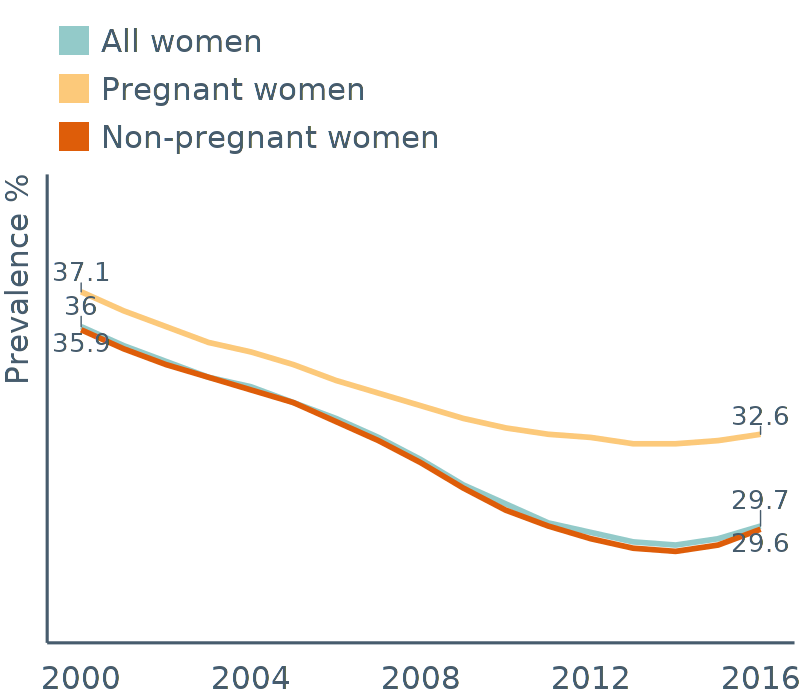 All women
Pregnant women
Non-pregnant women
Prevalence %
37.1
36
35.9
32.6
29.7
29.6
2000 2004 2008 2012 2016